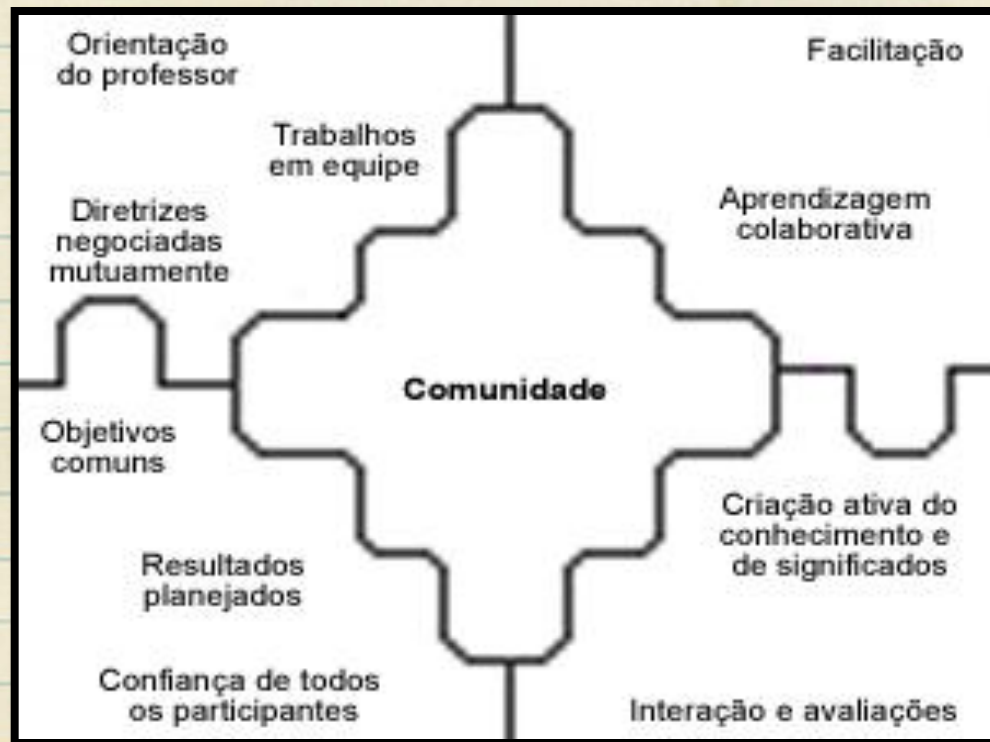 Orientação
do professor
Facilitação
Trabalhos
em equipe
Diretrizes
negociadas
mutuamente
Aprendizagem
colaborativa
Comunidade
Objetivos
comuns
Criação ativa do
conhecimento e
de significados
Resultados
planejados
Confiança de todos
os participantes
Interação e avaliações